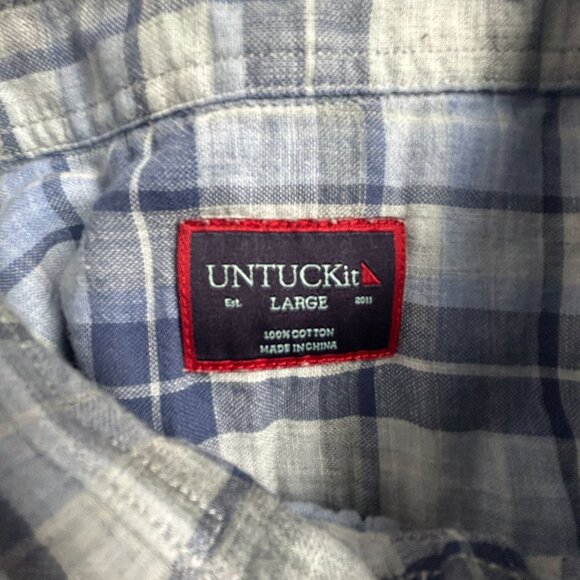 UNTUCKit
Est. LARGE 2011
100% COTTON
MADE IN CHINA